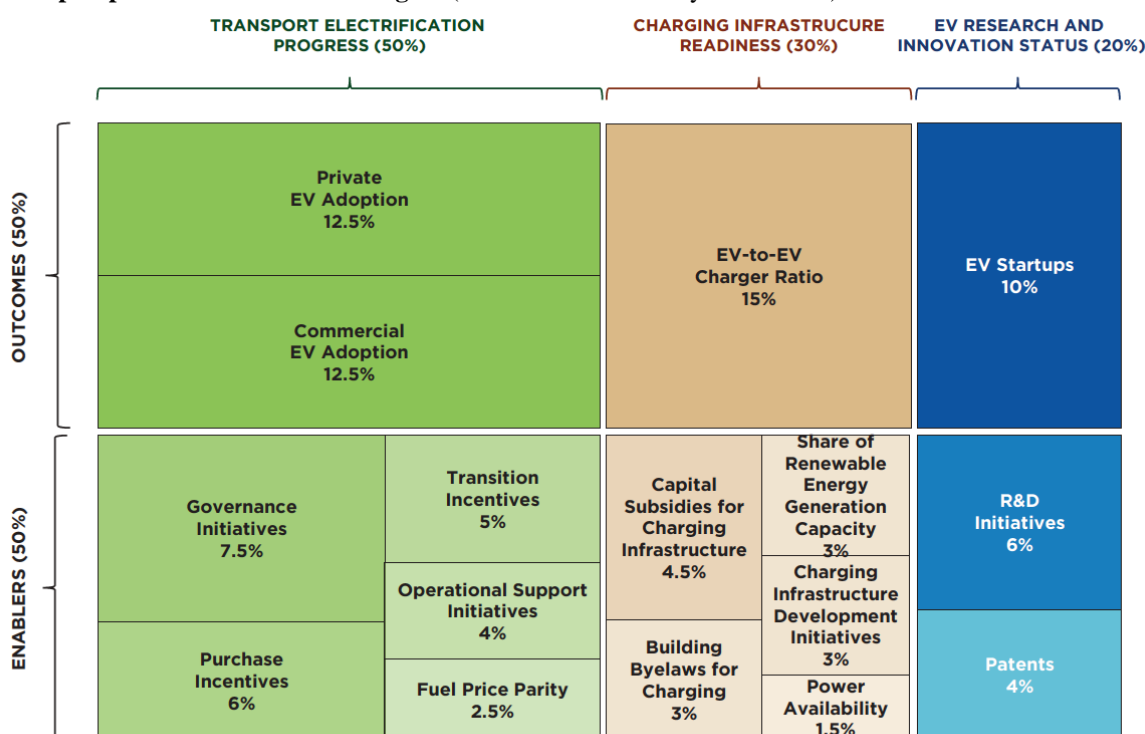 TRANSPORT ELECTRIFICATION
PROGRESS (50%)
CHARGING INFRASTRUCURE
READINESS (30%)
EV RESEARCH AND
INNOVATION STATUS (20%)
OUTCOMES (50%)
Private
EV Adoption
12.5%
Commercial
EV Adoption
12.5%
EV-to-EV
Charger Ratio
15%
EV Startups
10%
ENABLERS (50%)
Governance
Initiatives
7.5%
Purchase
Incentives
6%
Transition
Incentives
5%
Operational Support
Initiatives
4%
Fuel Price Parity
2.5%
Capital
Subsidies for
Charging
Infrastructure
4.5%
Building
Byelaws for
Charging
3%
Share of
Renewable
Energy
Generation
Capacity
3%
Charging
Infrastructure
Development
Initiatives
3%
Power
Availability
1.5%
R&D
Initiatives
6%
Patents
4%